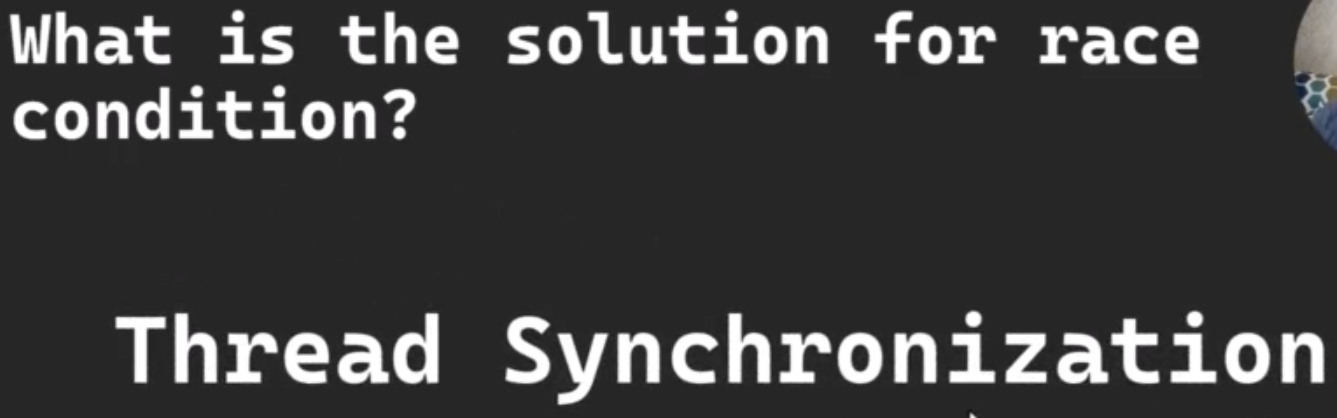 What is the solution for race
condition?
Thread Synchronization